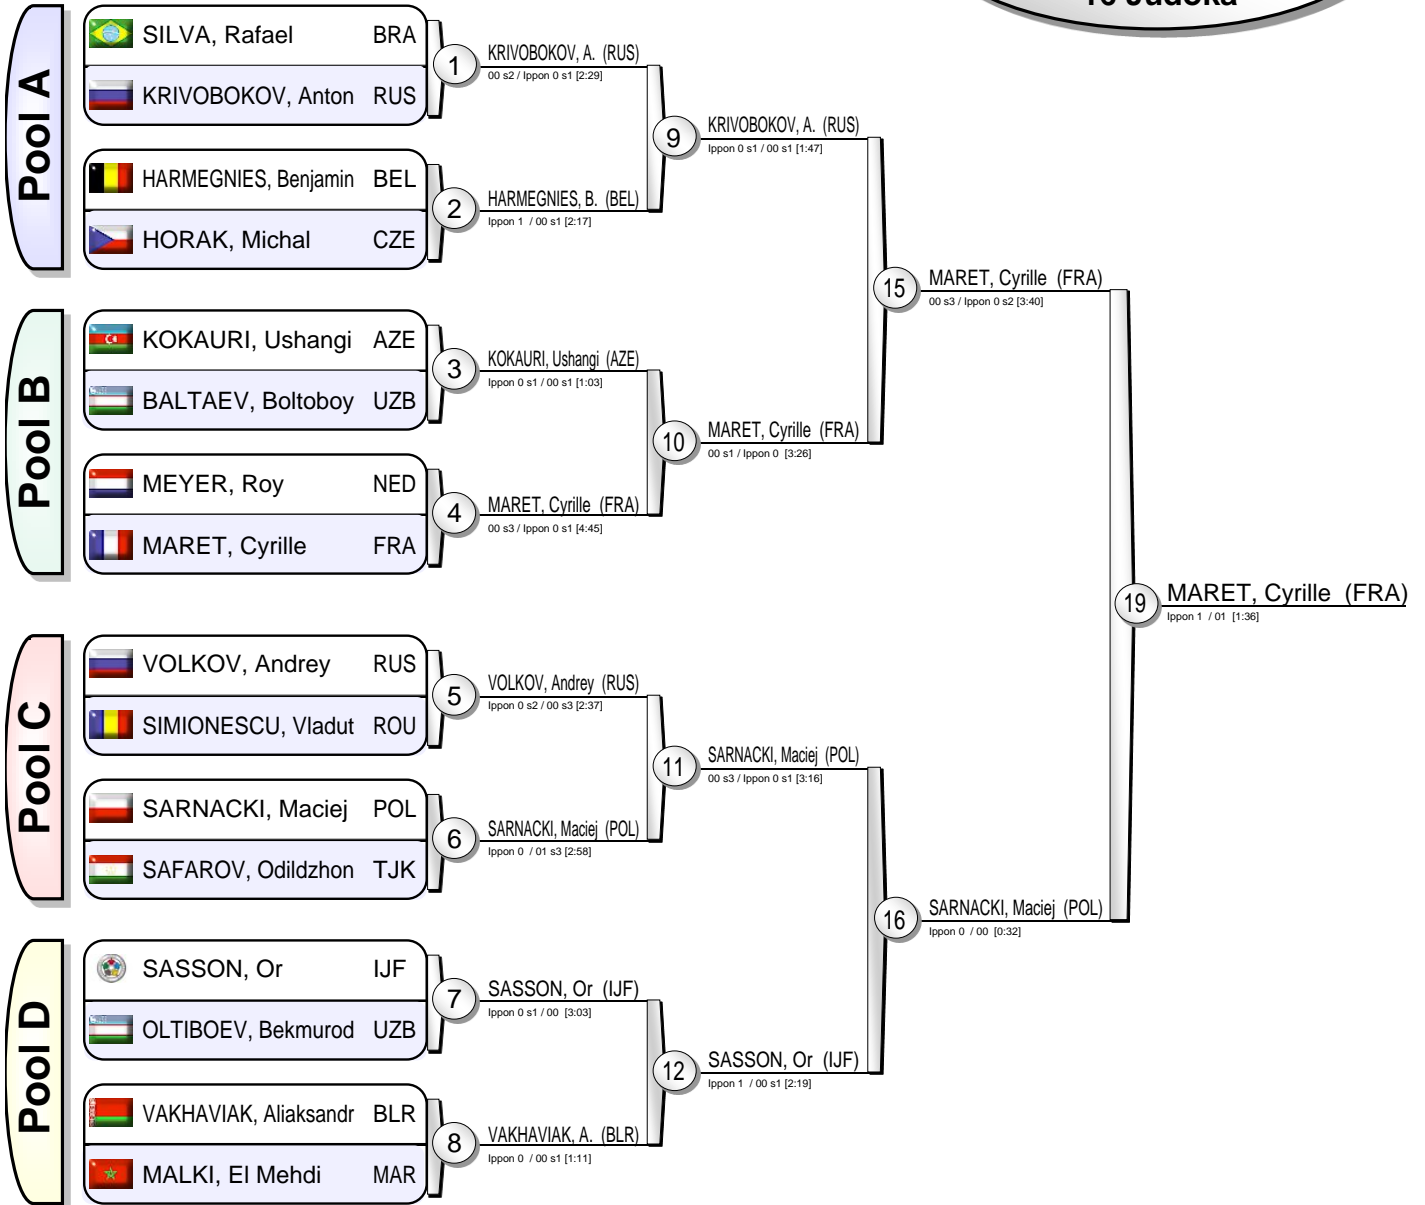 16 Judoka
Pool A
SILVA, Rafael BRA
KRIVOBOKOV, Anton RUS
1
KRIVOBOKOV, A. (RUS)
00 s2 / Ippon 0 s1 [2:29]
HARMEGNIES, Benjamin BEL
HORAK, Michal CZE
2
HARMEGNIES, B. (BEL)
Ippon 1 / 00 s1 [2:17]
9
KRIVOBOKOV, A. (RUS)
Ippon 0 s1 / 00 s1 [1:47]
Pool B
KOKAURI, Ushangi AZE
BALTAEV, Boltoboy UZB
3
KOKAURI, Ushangi (AZE)
Ippon 0 s1 / 00 s1 [1:03]
MEYER, Roy NED
MARET, Cyrille FRA
4
MARET, Cyrille (FRA)
00 s3 / Ippon 0 s1 [4:45]
10
MARET, Cyrille (FRA)
00 s1 / Ippon 0 [3:26]
15
MARET, Cyrille (FRA)
00 s3 / Ippon 0 s2 [3:40]
Pool C
VOLKOV, Andrey RUS
SIMIONESCU, Vladut ROU
5
VOLKOV, Andrey (RUS)
Ippon 0 s2 / 00 s3 [2:37]
SARNACKI, Maciej POL
SAFAROV, Odildzhon TJK
6
SARNACKI, Maciej (POL)
Ippon 0 / 01 s3 [2:58]
11
SARNACKI, Maciej (POL)
00 s3 / Ippon 0 s1 [3:16]
Pool D
SASSON, Or IJF
OLTIBOEV, Bekmurod UZB
7
SASSON, Or (IJF)
Ippon 0 s1 / 00 [3:03]
VAKHAVIAK, Aliaksandr BLR
MALKI, El Mehdi MAR
8
VAKHAVIAK, A. (BLR)
Ippon 0 / 00 s1 [1:11]
12
SASSON, Or (IJF)
Ippon 1 / 00 s1 [2:19]
16
SARNACKI, Maciej (POL)
Ippon 0 / 00 [0:32]
19
MARET, Cyrille (FRA)
Ippon 1 / 01 [1:36]